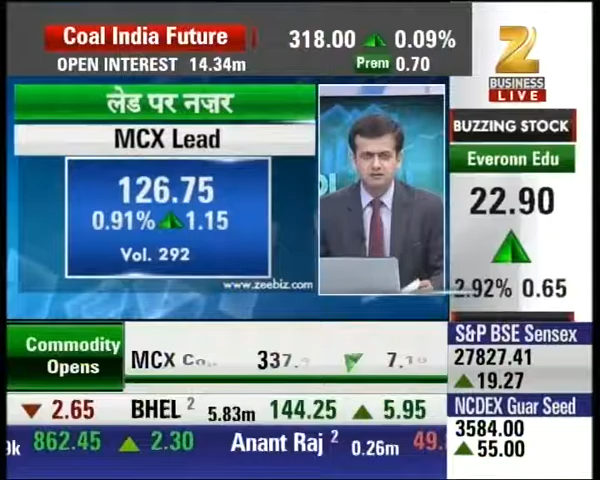 Coal India Future
318.00 0.09%
OPEN INTEREST 14.34m
Prem 0.70
Z
BUSINESS
LIVE
लेड पर नज़र
MCX Lead
126.75
0.91% 1.15
Vol. 292
www.zeebiz.com
BUZZING STOCK
Everonn Edu
22.90
2.92% 0.65
Commodity
Opens
MCX
337.
S&P BSE Sensex
27827.41
19.27
2.65 BHEL 2 5.83m 144.25 5.95
NCDEX Guar Seed
3584.00
55.00
9k 862.45 2.30 Anant Raj 2 0.26m 49.